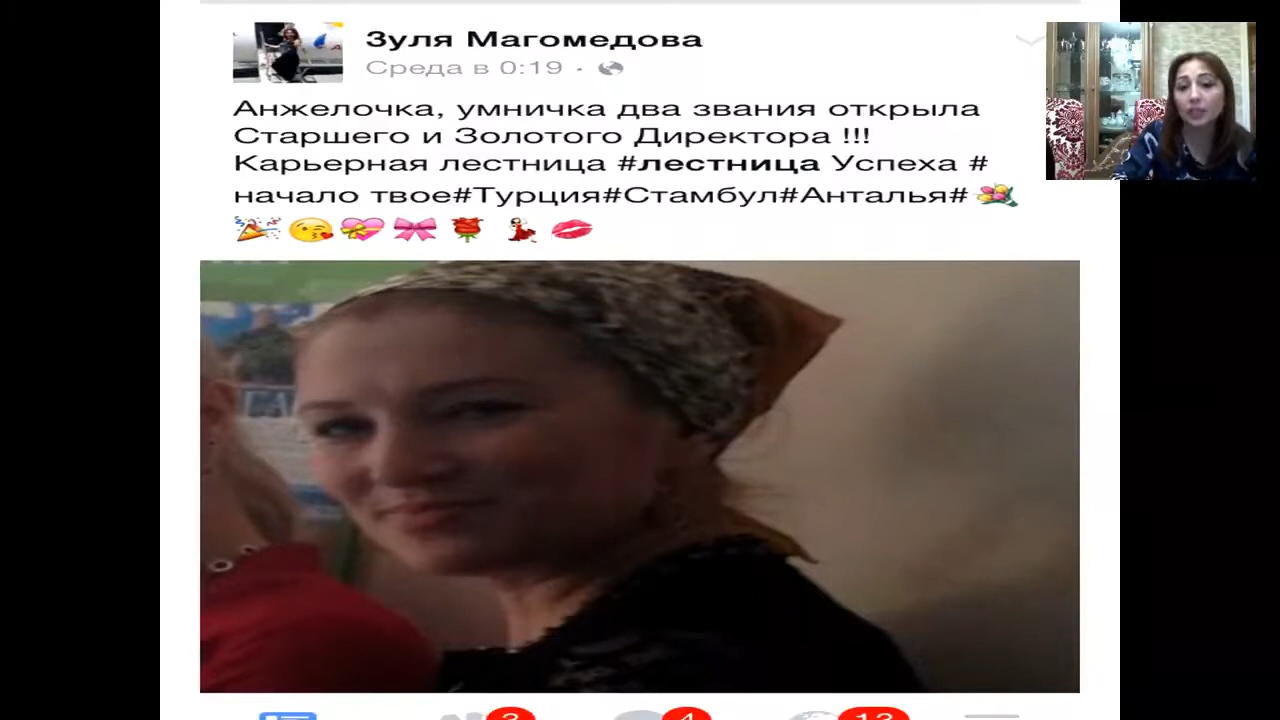 Зуля Магомедова
Среда в 0:19 ·
Анжелочка, умничка два звания открыла
Старшего и Золотого Директора !!!
Карьерная лестница #лестница Успеха #
начало твое#Турция#Стамбул#Анталья#